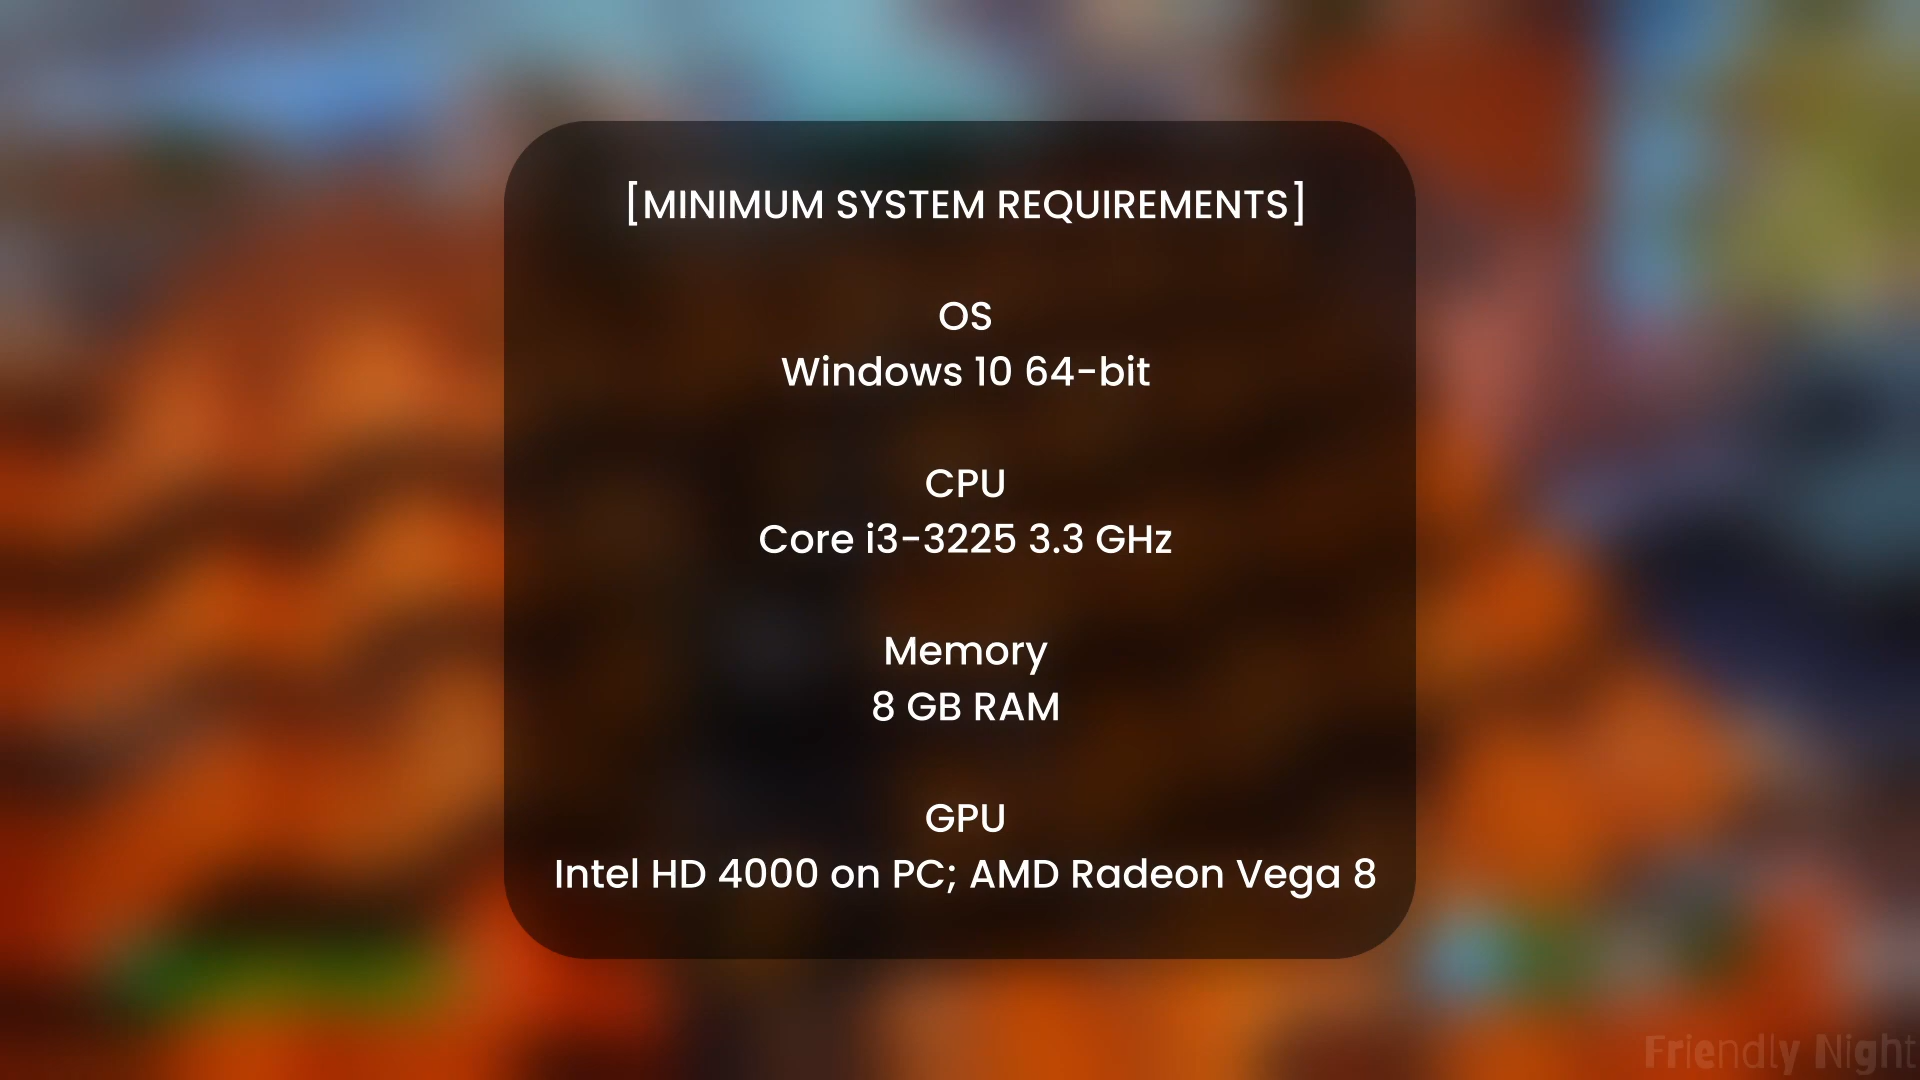 [MINIMUM SYSTEM REQUIREMENTS]
OS
Windows 10 64-bit
CPU
Core i3-3225 3.3 GHz
Memory
8 GB RAM
GPU
Intel HD 4000 on PC; AMD Radeon Vega 8
Friendly Night